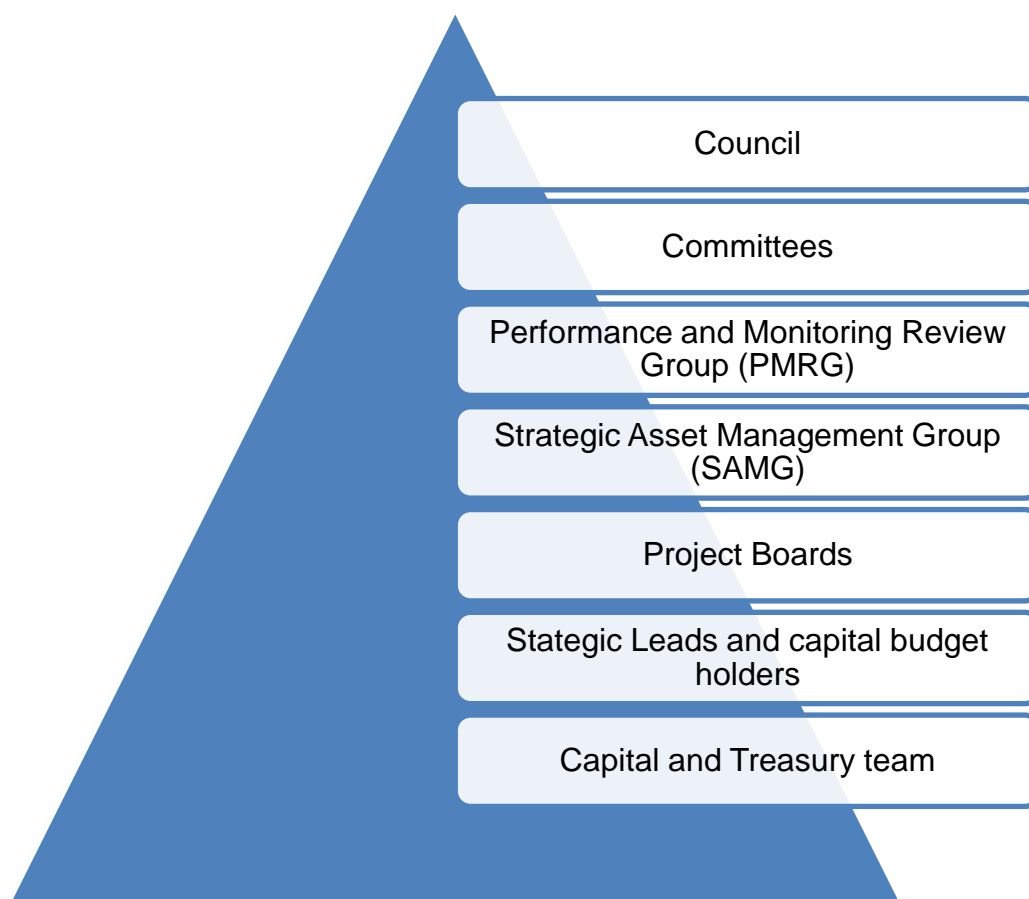 Council
Committees
Performance and Monitoring Review
Group (PMRG)
Strategic Asset Management Group
(SAMG)
Project Boards
Stategic Leads and capital budget
holders
Capital and Treasury team